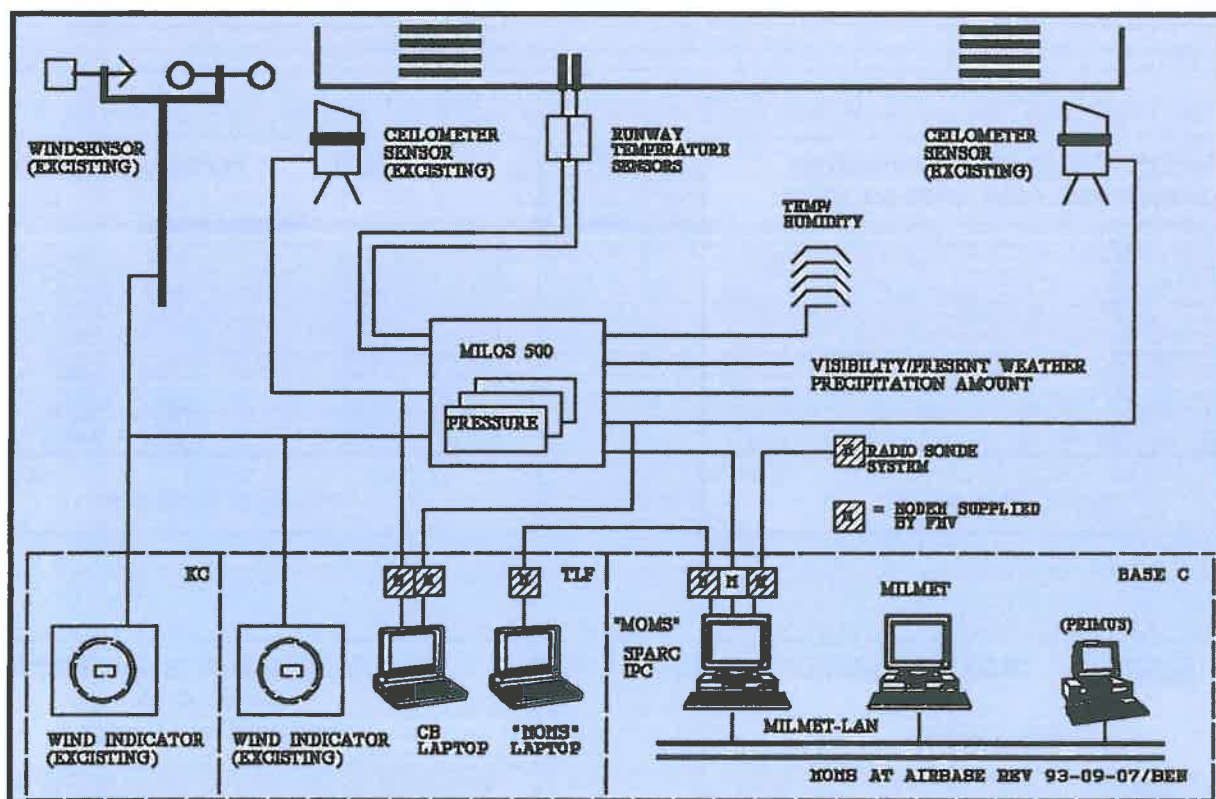 WINDSENSOR
(EXCISTING)
CEILOMETER
SENSOR
(EXCISTING)
RUNWAY
TEMPERATURE
SENSORS
CEILOMETER
SENSOR
(EXCISTING)
TEMP/
HUMIDITY
MILOS 500
PRESSURE
VISIBILITY/PRESENT WEATHER
PRECIPITATION AMOUNT
M RADIO SONDE
SYSTEM
M = MODEM SUPPLIED
BY FMV
KC
M M
M
TLF
M M M
BASE C
"MOMS"
SPARC
IPC
MILMET
(PRIMUS)
WIND INDICATOR
(EXCISTING)
WIND INDICATOR
(EXCISTING)
CB
LAPTOP
"MOMS"
LAPTOP
MILMET-LAN
MOMS AT AIRBASE REV 93-09-07/BEN